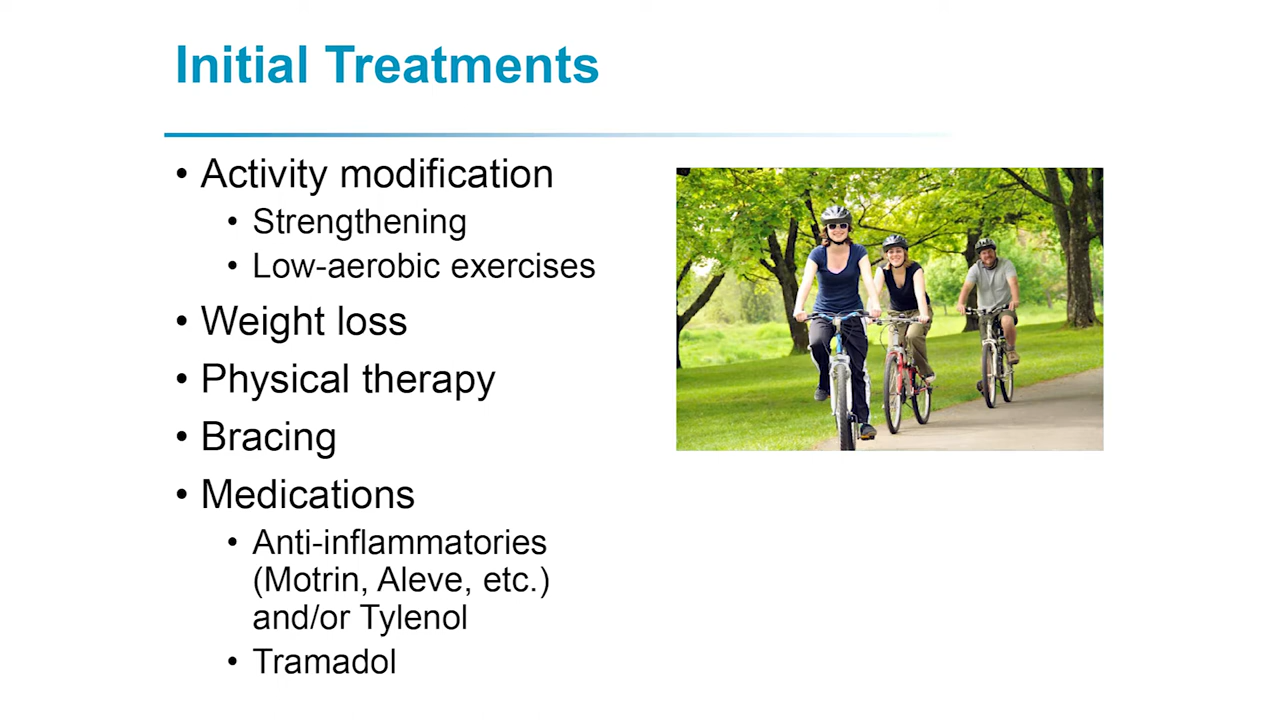 Initial Treatments
• Activity modification
• Strengthening
• Low-aerobic exercises
• Weight loss
• Physical therapy
• Bracing
• Medications
• Anti-inflammatories
(Motrin, Aleve, etc.)
and/or Tylenol
• Tramadol